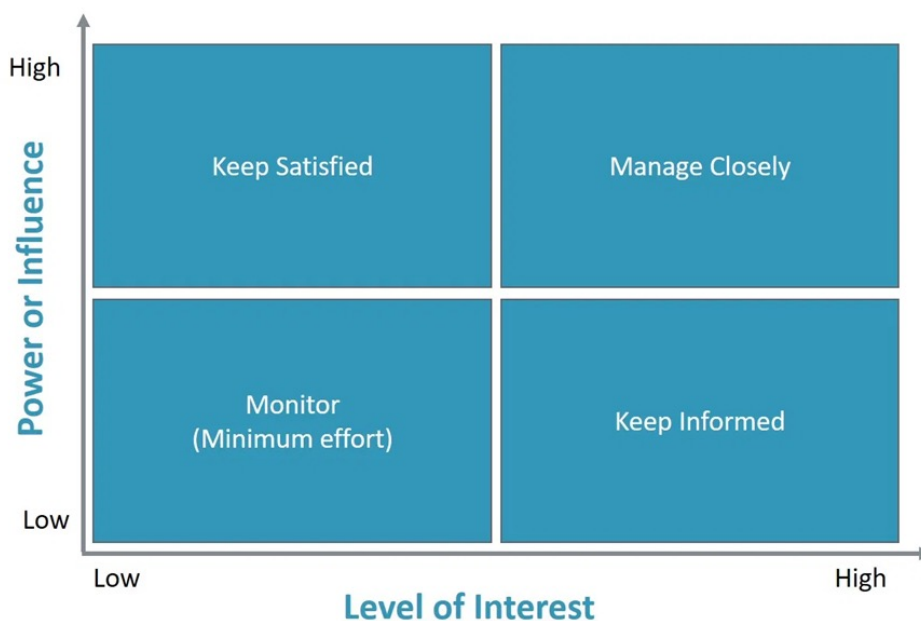 High
Keep Satisfied
Manage Closely
Power or Influence
Monitor
(Minimum effort)
Keep Informed
Low
Low
High
Level of Interest